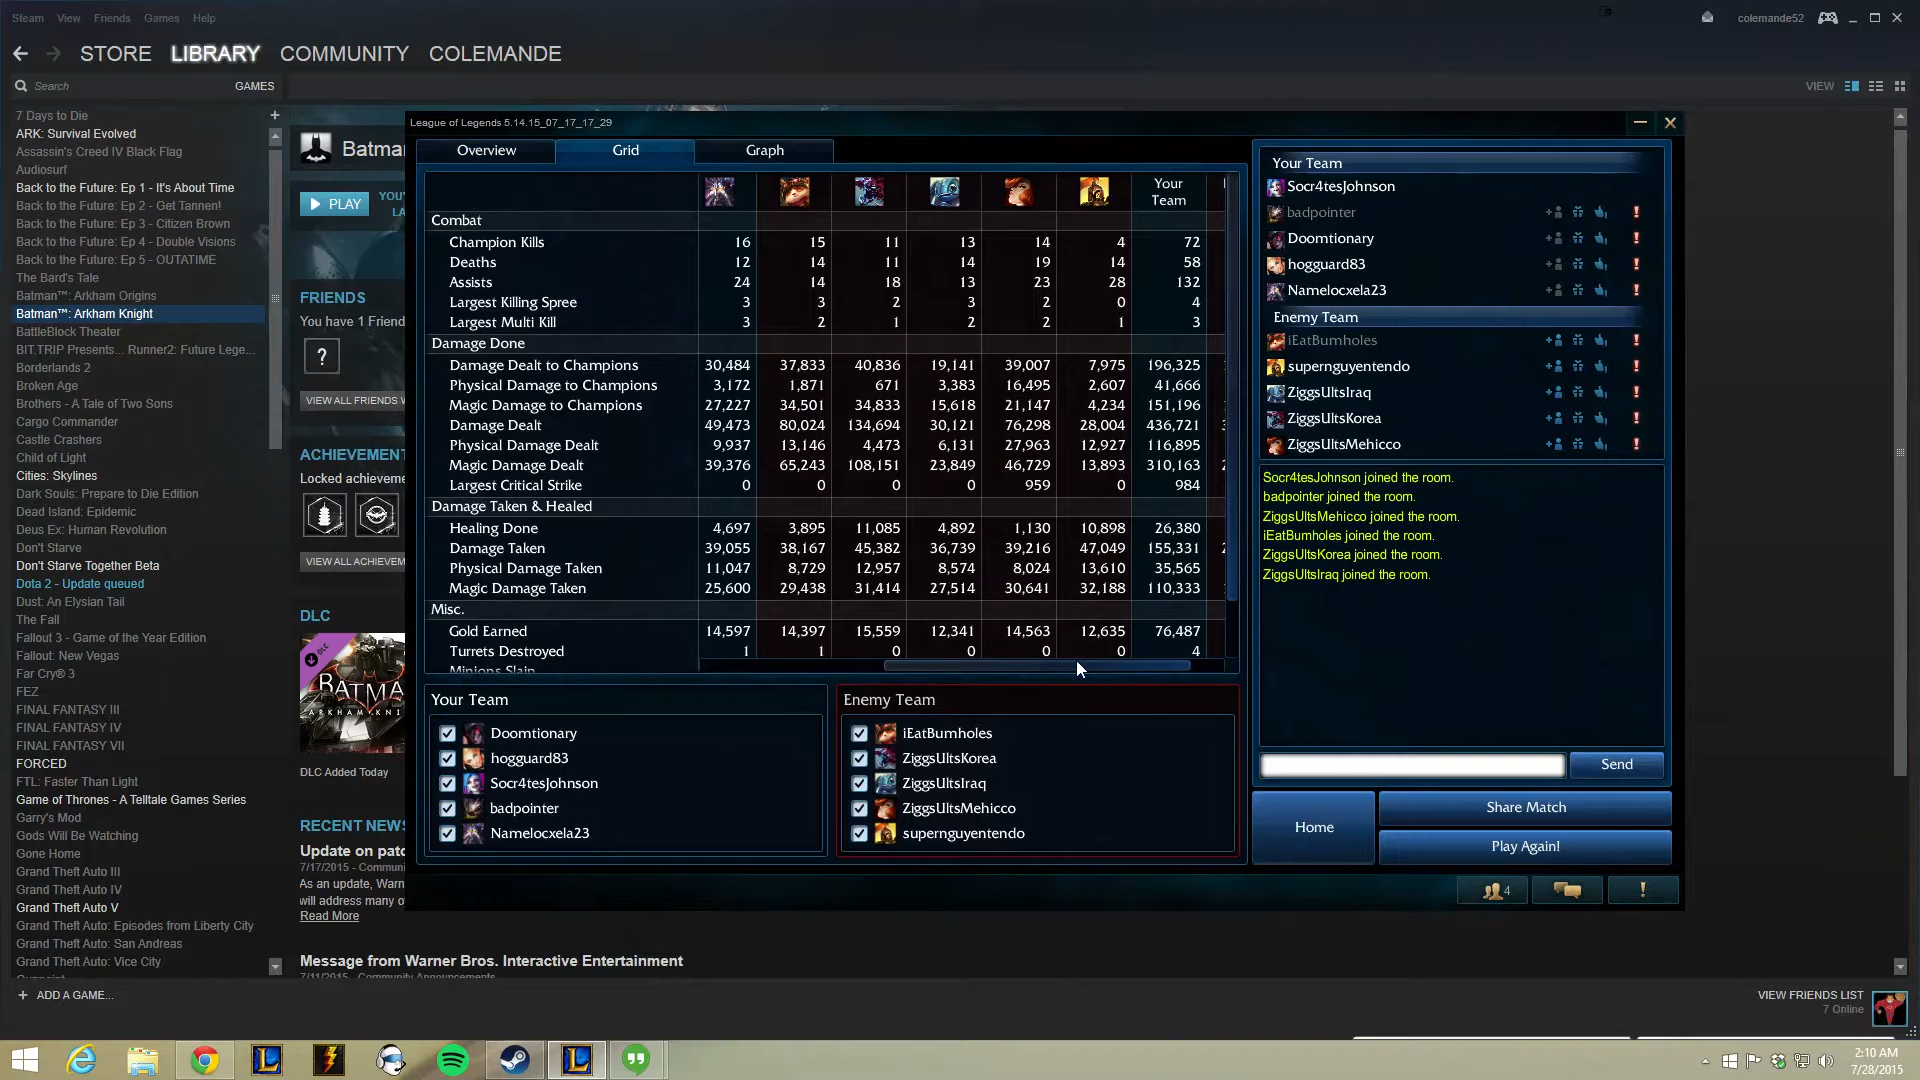 Steam View Friends Games Help
colemande52
STORE LIBRARY COMMUNITY COLEMANDE
Search GAMES
VIEW
7 Days to Die
ARK: Survival Evolved
Assassin's Creed IV Black Flag
Audiosurf
Back to the Future: Ep 1 - It's About Time
Back to the Future: Ep 2 - Get Tannen!
Back to the Future: Ep 3 - Citizen Brown
Back to the Future: Ep 4 - Double Visions
Back to the Future: Ep 5 - OUTATIME
The Bard's Tale
Batman™: Arkham Origins
Batman™: Arkham Knight
BattleBlock Theater
BIT.TRIP Presents... Runner2: Future Lege...
Borderlands 2
Broken Age
Brothers - A Tale of Two Sons
Cargo Commander
Castle Crashers
Child of Light
Cities: Skylines
Dark Souls: Prepare to Die Edition
Dead Island: Epidemic
Deus Ex: Human Revolution
Don't Starve
Don't Starve Together Beta
Dota 2 - Update queued
Dust: An Elysian Tail
The Fall
Fallout 3 - Game of the Year Edition
Fallout: New Vegas
Far Cry® 3
FEZ
FINAL FANTASY III
FINAL FANTASY IV
FINAL FANTASY VII
FORCED
FTL: Faster Than Light
Game of Thrones - A Telltale Games Series
Garry's Mod
Gods Will Be Watching
Gone Home
Grand Theft Auto III
Grand Theft Auto IV
Grand Theft Auto V
Grand Theft Auto: Episodes from Liberty City
Grand Theft Auto: San Andreas
Grand Theft Auto: Vice City
+ ADD A GAME...
Batma
PLAY
YOU'
LA
FRIENDS
You have 1 Friend
?
VIEW ALL FRIENDS W
ACHIEVEMENT
Locked achieveme
VIEW ALL ACHIEVEM
DLC
DLC
BATMA
ARKHAM KNIGH
DLC Added Today
RECENT NEWS
Update on patc
7/17/2015 - Commun
As an update, Warn
will address many o
Read More
Message from Warner Bros. Interactive Entertainment
7/11/2015 - Community Announcements
League of Legends 5.14.15_07_17_17_29
Overview Grid Graph
Your
Team
Combat
Champion Kills 16 15 11 13 14 4 72
Deaths 12 14 11 14 19 14 58
Assists 24 14 18 13 23 28 132
Largest Killing Spree 3 3 2 3 2 0 4
Largest Multi Kill 3 2 1 2 2 1 3
Damage Done
Damage Dealt to Champions 30,484 37,833 40,836 19,141 39,007 7,975 196,325
Physical Damage to Champions 3,172 1,871 671 3,383 16,495 2,607 41,666
Magic Damage to Champions 27,227 34,501 34,833 15,618 21,147 4,234 151,196
Damage Dealt 49,473 80,024 134,694 30,121 76,298 28,004 436,721
Physical Damage Dealt 9,937 13,146 4,473 6,131 27,963 12,927 116,895
Magic Damage Dealt 39,376 65,243 108,151 23,849 46,729 13,893 310,163
Largest Critical Strike 0 0 0 0 959 0 984
Damage Taken & Healed
Healing Done 4,697 3,895 11,085 4,892 1,130 10,898 26,380
Damage Taken 39,055 38,167 45,382 36,739 39,216 47,049 155,331
Physical Damage Taken 11,047 8,729 12,957 8,574 8,024 13,610 35,565
Magic Damage Taken 25,600 29,438 31,414 27,514 30,641 32,188 110,333
Misc.
Gold Earned 14,597 14,397 15,559 12,341 14,563 12,635 76,487
Turrets Destroyed 1 1 0 0 0 0 4
Minions Slain
Your Team
Doomtionary
hogguard83
Socr4tesJohnson
badpointer
Namelocxela23
Enemy Team
iEatBumholes
ZiggsUltsKorea
ZiggsUltsIraq
ZiggsUltsMehicco
supernguyentendo
Your Team
Socr4tesJohnson
badpointer
Doomtionary
hogguard83
Namelocxela23
Enemy Team
iEatBumholes
supernguyentendo
ZiggsUltsIraq
ZiggsUltsKorea
ZiggsUltsMehicco
Socr4tesJohnson joined the room.
badpointer joined the room.
ZiggsUltsMehicco joined the room.
iEatBumholes joined the room.
ZiggsUltsKorea joined the room.
ZiggsUltsIraq joined the room.
Send
Home
Share Match
Play Again!
4
VIEW FRIENDS LIST
7 Online
2:10 AM
7/28/2015